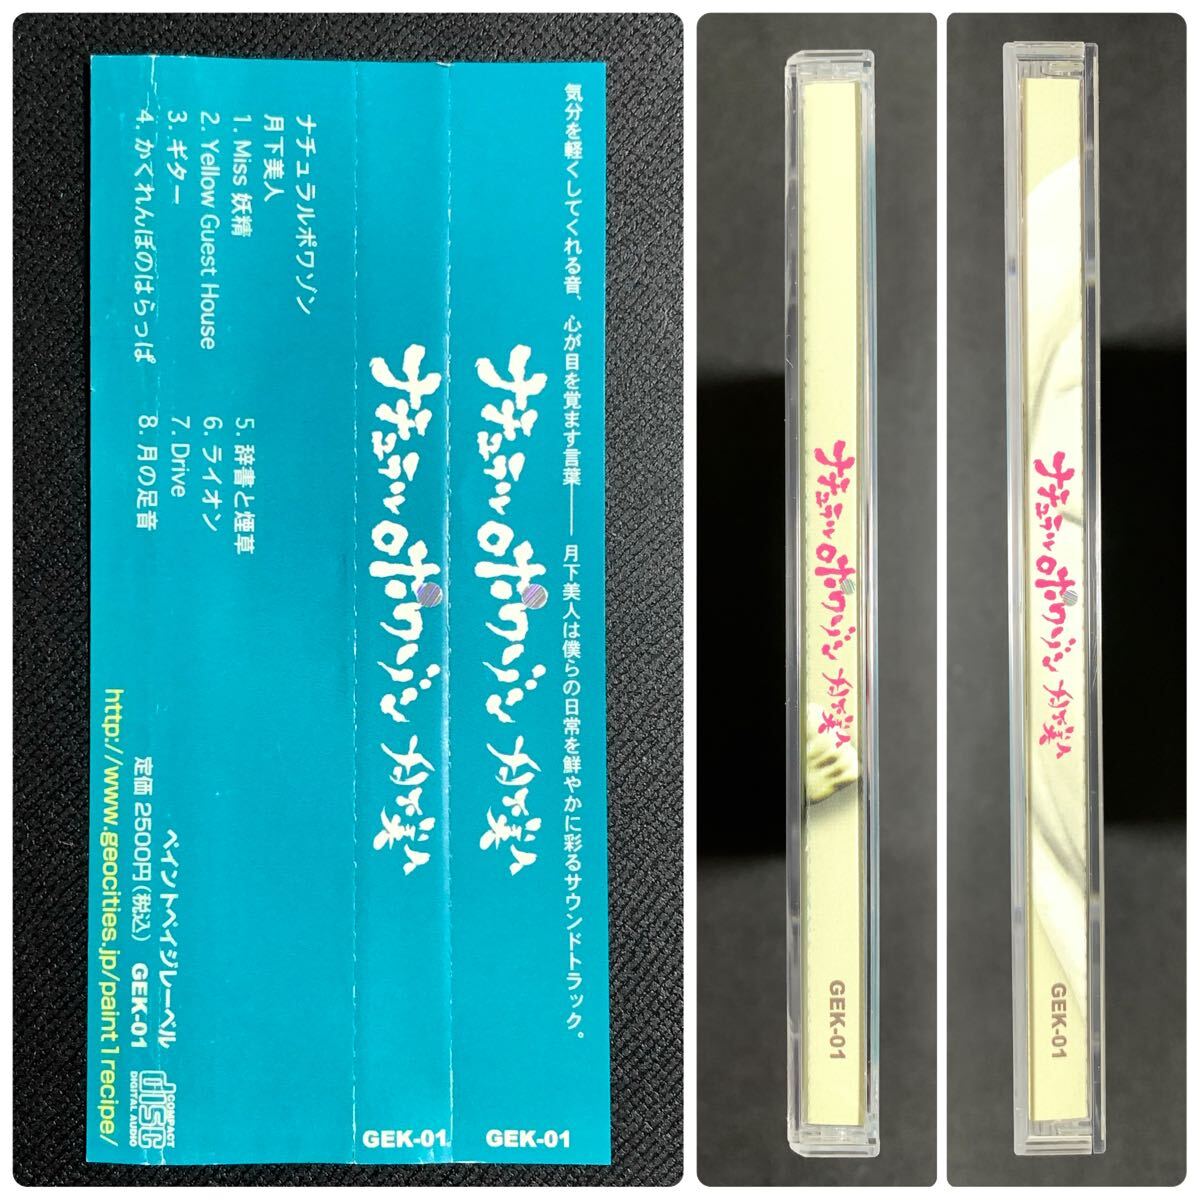 気分を軽くしてくれる音、心が目を覚ます言葉――月下美人は僕らの日常を鮮やかに彩るサウンドトラック。
ナチュラルポワゾン 月下美人
GEK-01
ナチュラルポワゾン 月下美人
GEK-01
ナチュラルポワゾン
月下美人
1. Miss 妖精
2. Yellow Guest House
3. ギター
4. かくれんぼのはらっぱ
5. 辞書と煙草
6. ライオン
7. Drive
8. 月の足音
ペイントペイジレーベル
定価 2500円(税込) GEK-01
COMPACT
disc
DIGITAL AUDIO
http://www.geocities.jp/paint1recipe/
ナチュラルポワゾン 月下美人
GEK-01
ナチュラルポワゾン 月下美人
GEK-01